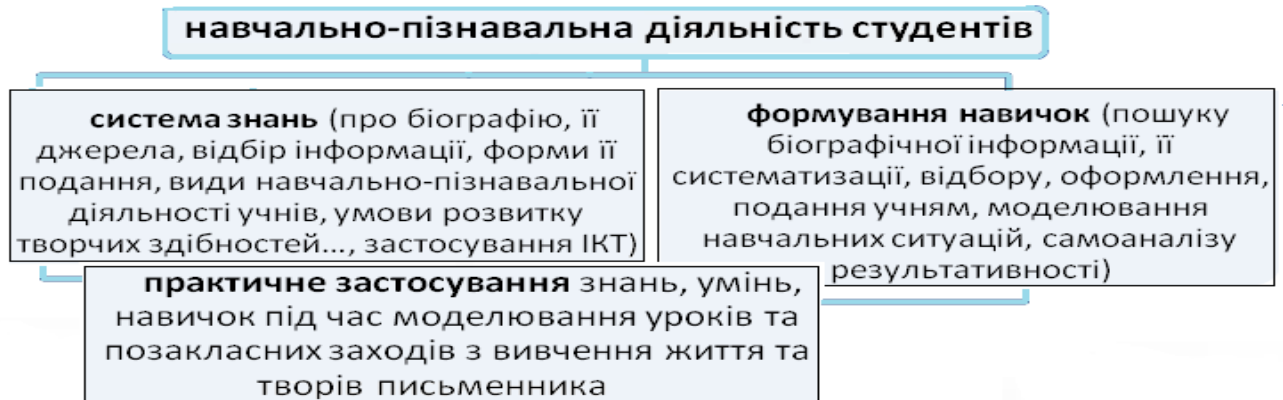 навчально-пізнавальна діяльність студентів
система знань (про біографію, її
джерела, відбір інформації, форми її
подання, види навчально-пізнавальної
діяльності учнів, умови розвитку
творчих здібностей..., застосування ІКТ)
формування навичок (пошуку
біографічної інформації, її
систематизації, відбору, оформлення,
подання учням, моделювання
навчальних ситуацій, самоаналізу
результативності)
практичне застосування знань, умінь,
навичок під час моделювання уроків та
позакласних заходів з вивчення життя та
творів письменника